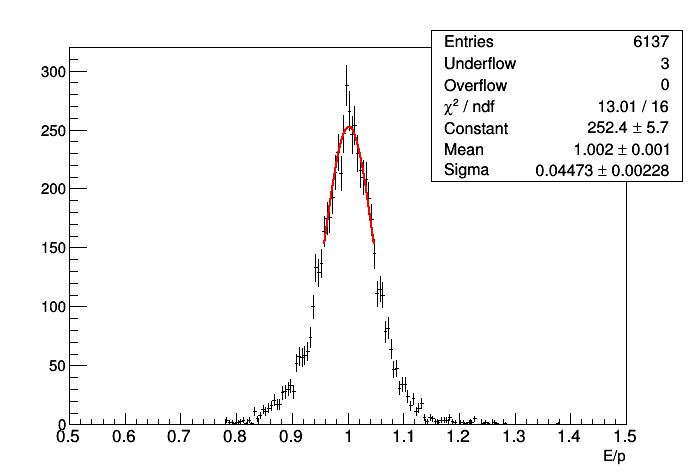 Entries 6137
Underflow 3
Overflow 0
χ² / ndf 13.01 / 16
Constant 252.4 ± 5.7
Mean 1.002 ± 0.001
Sigma 0.04473 ± 0.00228
300
250
200
150
100
50
0
0.5 0.6 0.7 0.8 0.9 1 1.1 1.2 1.3 1.4 1.5
E/p